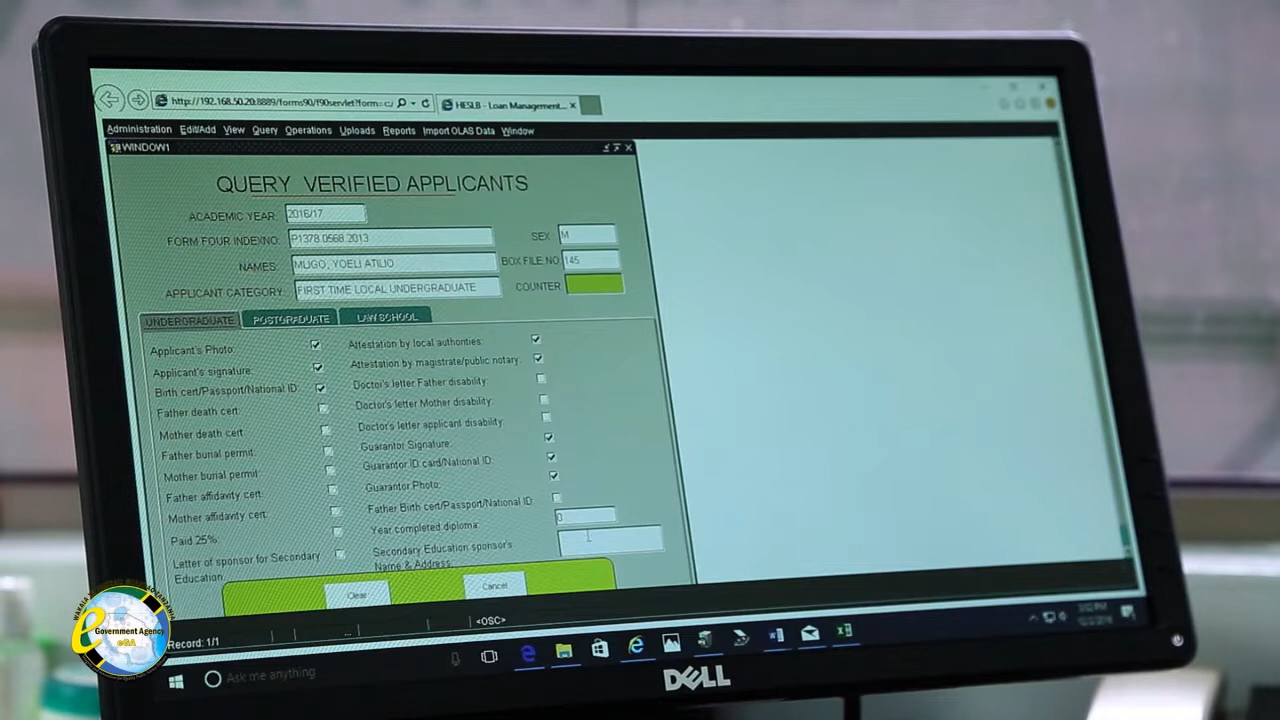 http://192.168.50.20:8889/forms90/f90servlet?form=c
HESLB - Loan Management...
Administration Edit/Add View Query Operations Uploads Reports Import OLAS Data Window
WINDOW1
QUERY VERIFIED APPLICANTS
ACADEMIC YEAR: 2016/17
FORM FOUR INDEXNO: P1378.0568.2013 SEX: M
NAMES: MUGO, YOELI ATILIO BOX FILE NO: 145
APPLICANT CATEGORY: FIRST TIME LOCAL UNDERGRADUATE COUNTER
UNDERGRADUATE POSTGRADUATE LAW SCHOOL
Applicant's Photo: Attestation by local authorities:
Applicant's signature: Attestation by magistrate/public notary:
Birth cert/Passport/National ID: Doctor's letter Father disability:
Father death cert: Doctor's letter Mother disability:
Mother death cert: Doctor's letter applicant disability:
Father burial permit: Guarantor Signature:
Mother burial permit: Guarantor ID card/National ID:
Father affidavity cert: Guarantor Photo:
Mother affidavity cert: Father Birth cert/Passport/National ID:
Paid 25%: Year completed diploma: 0
Letter of sponsor for Secondary Education: Secondary Education sponsor's Name & Address:
Clear Cancel
Record: 1/1 ... <OSC>
Ask me anything
DELL
e Government Agency
eGA